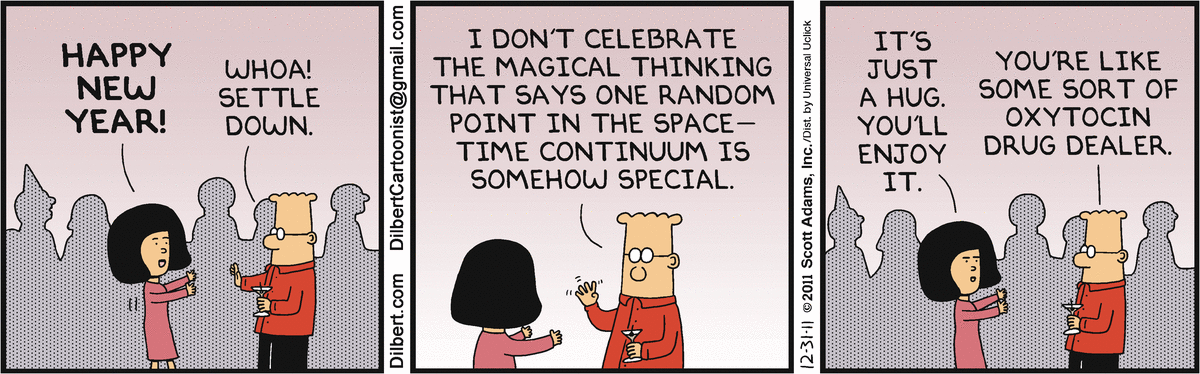 HAPPY
NEW
YEAR!
WHOA!
SETTLE
DOWN.
Dilbert.com DilbertCartoonist@gmail.com
I DON'T CELEBRATE
THE MAGICAL THINKING
THAT SAYS ONE RANDOM
POINT IN THE SPACE–
TIME CONTINUUM IS
SOMEHOW SPECIAL.
12-31-11 ©2011 Scott Adams, Inc./Dist. by Universal Uclick
IT'S
JUST
A HUG.
YOU'LL
ENJOY
IT.
YOU'RE LIKE
SOME SORT OF
OXYTOCIN
DRUG DEALER.